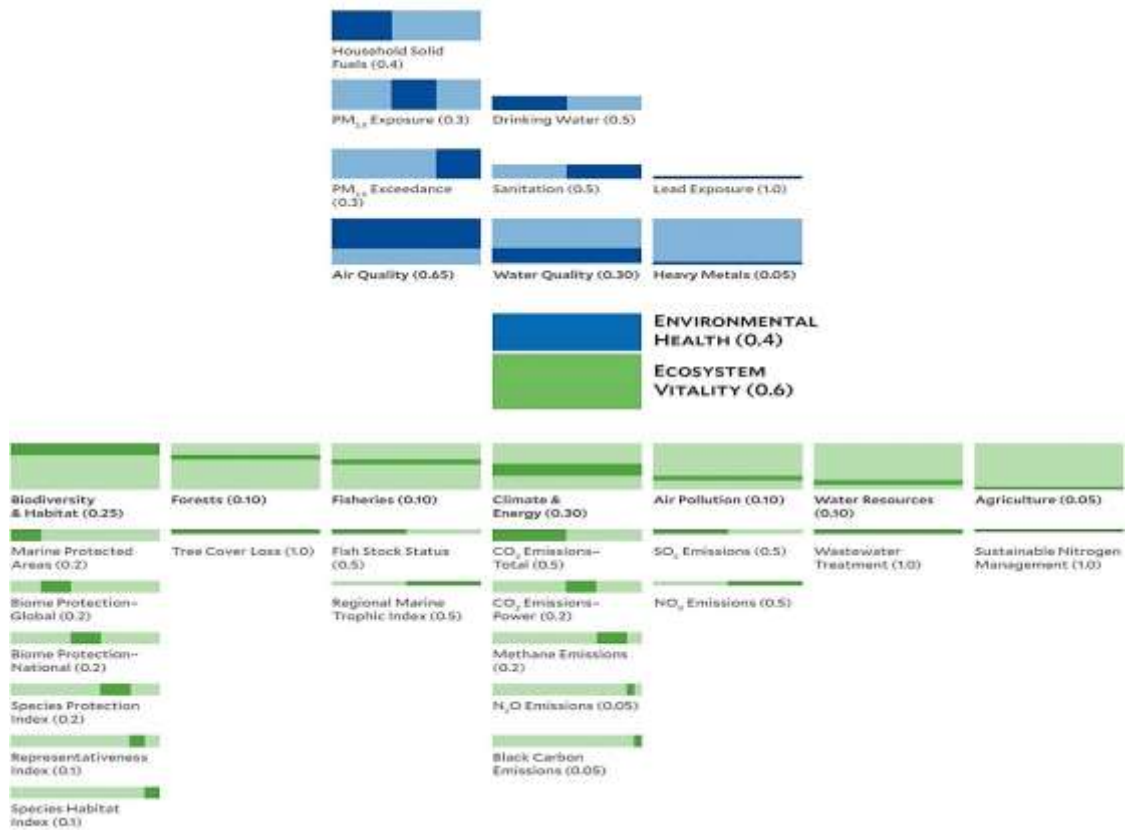 Household Solid
Fuels (0.4)
PM2.5 Exposure (0.3)
Drinking Water (0.5)
PM2.5 Exceedance
(0.3)
Sanitation (0.5)
Lead Exposure (1.0)
Air Quality (0.65)
Water Quality (0.30)
Heavy Metals (0.05)
ENVIRONMENTAL
HEALTH (0.4)
ECOSYSTEM
VITALITY (0.6)
Biodiversity
& Habitat (0.25)
Forests (0.10)
Fisheries (0.10)
Climate &
Energy (0.30)
Air Pollution (0.10)
Water Resources
(0.10)
Agriculture (0.05)
Marine Protected
Areas (0.2)
Tree Cover Loss (1.0)
Fish Stock Status
(0.5)
CO2 Emissions–
Total (0.5)
SO2 Emissions (0.5)
Wastewater
Treatment (1.0)
Sustainable Nitrogen
Management (1.0)
Biome Protection–
Global (0.2)
Regional Marine
Trophic Index (0.5)
CO2 Emissions–
Power (0.2)
NOX Emissions (0.5)
Biome Protection–
National (0.2)
Methane Emissions
(0.2)
Species Protection
Index (0.2)
N2O Emissions (0.05)
Representativeness
Index (0.1)
Black Carbon
Emissions (0.05)
Species Habitat
Index (0.1)